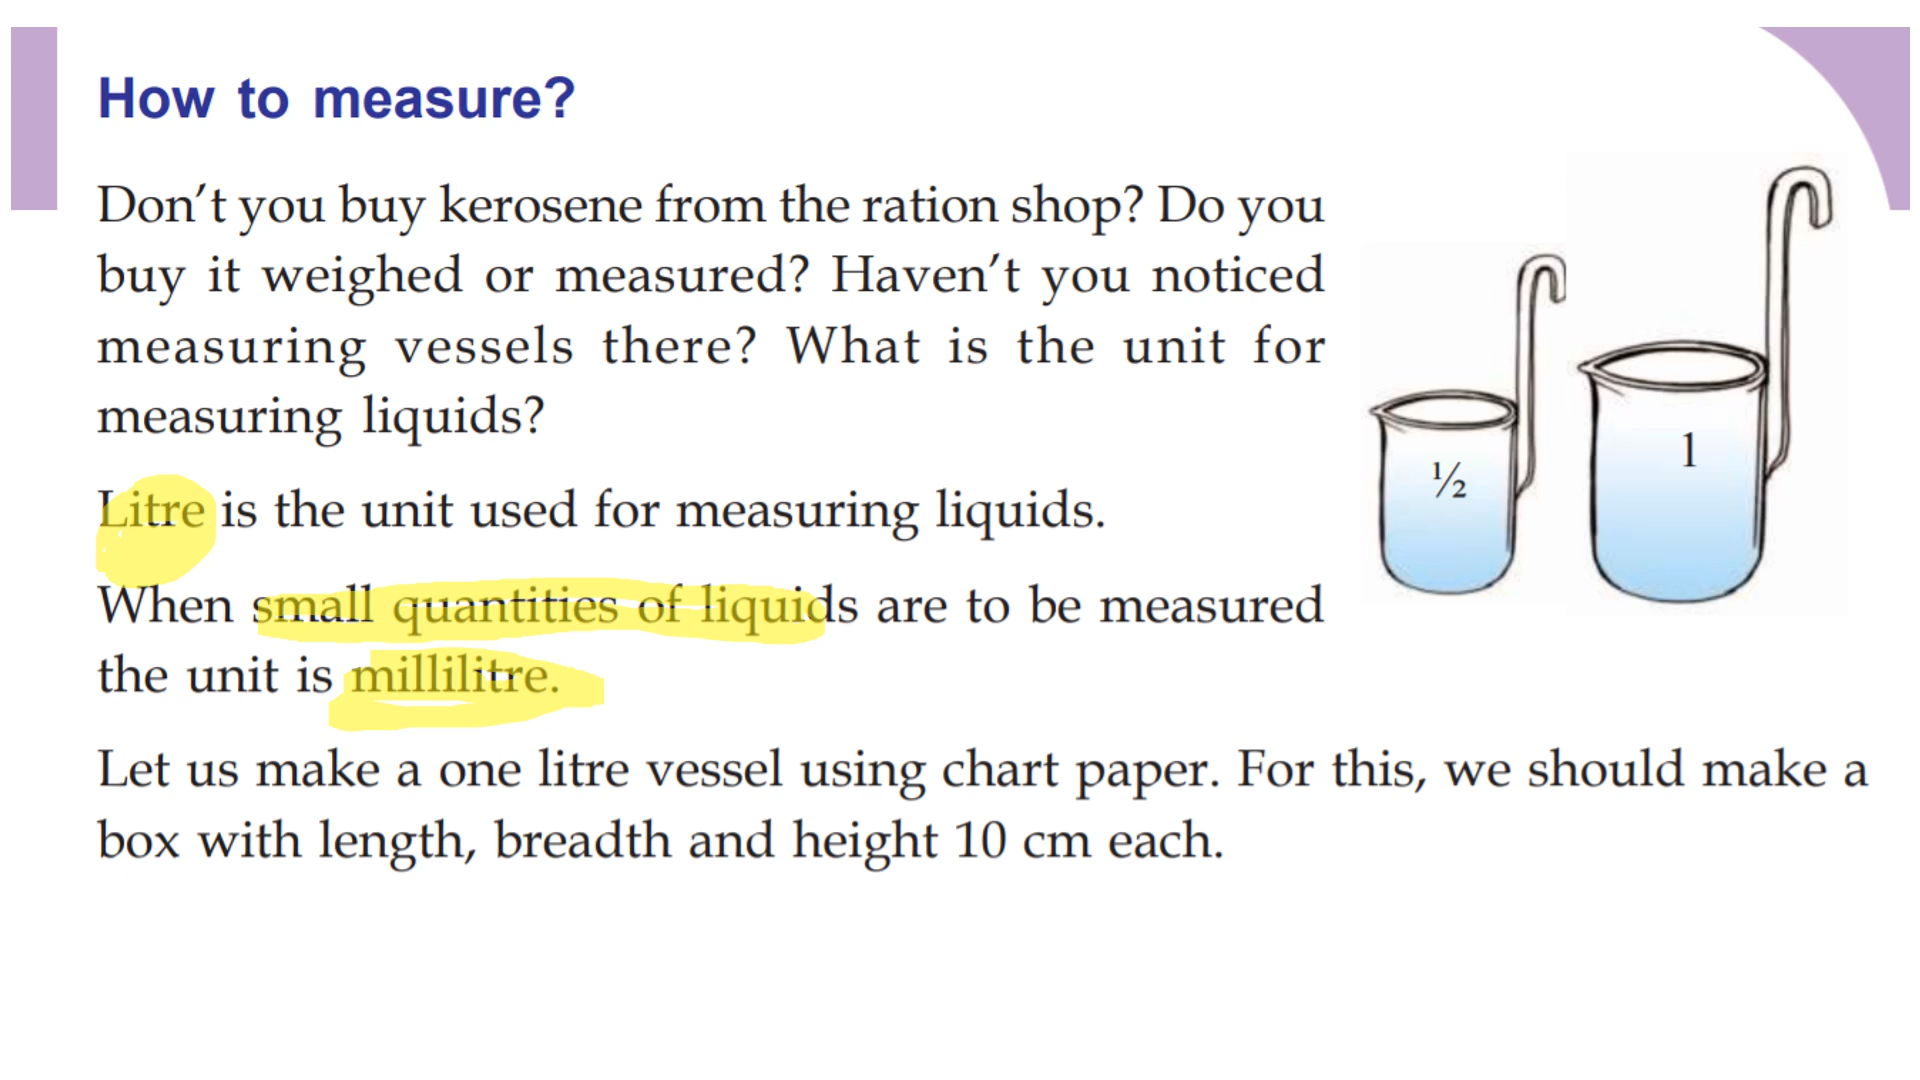 How to measure?
Don’t you buy kerosene from the ration shop? Do you
buy it weighed or measured? Haven’t you noticed
measuring vessels there? What is the unit for
measuring liquids?
Litre is the unit used for measuring liquids.
When small quantities of liquids are to be measured
the unit is millilitre.
Let us make a one litre vessel using chart paper. For this, we should make a
box with length, breadth and height 10 cm each.
½
1